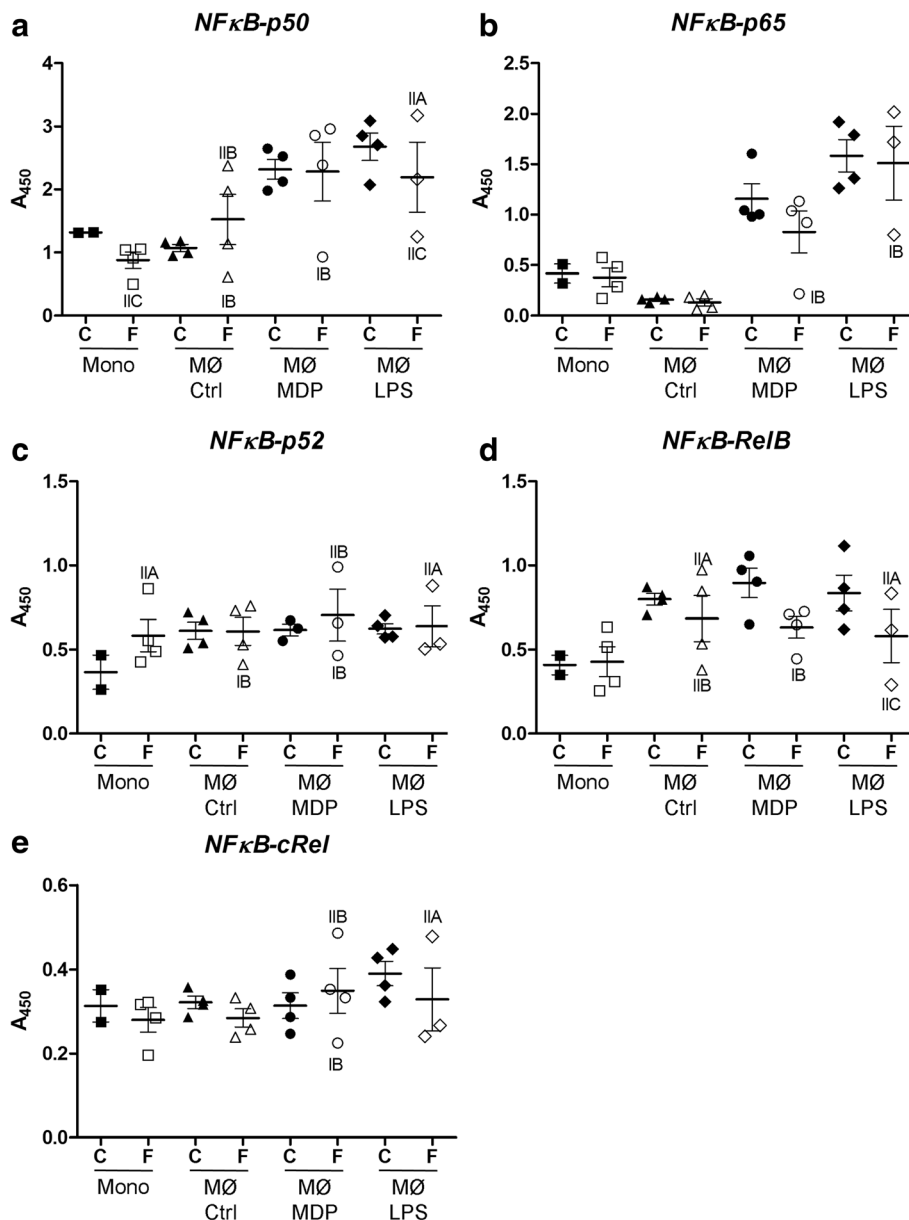 a
NFκB-p50
A450
4
3
2
1
0
IIC
IIB
IB
IB
IIA
IIC
C F C F C F C F
Mono MØ MØ MØ
Ctrl MDP LPS
b
NFκB-p65
A450
2.5
2.0
1.5
1.0
0.5
0.0
IB
IB
C F C F C F C F
Mono MØ MØ MØ
Ctrl MDP LPS
c
NFκB-p52
A450
1.5
1.0
0.5
0.0
IIA
IB
IIB
IB
IIA
C F C F C F C F
Mono MØ MØ MØ
Ctrl MDP LPS
d
NFκB-RelB
A450
1.5
1.0
0.5
0.0
IIA
IIB
IB
IIA
IIC
C F C F C F C F
Mono MØ MØ MØ
Ctrl MDP LPS
e
NFκB-cRel
A450
0.6
0.4
0.2
0.0
IIB
IB
IIA
C F C F C F C F
Mono MØ MØ MØ
Ctrl MDP LPS